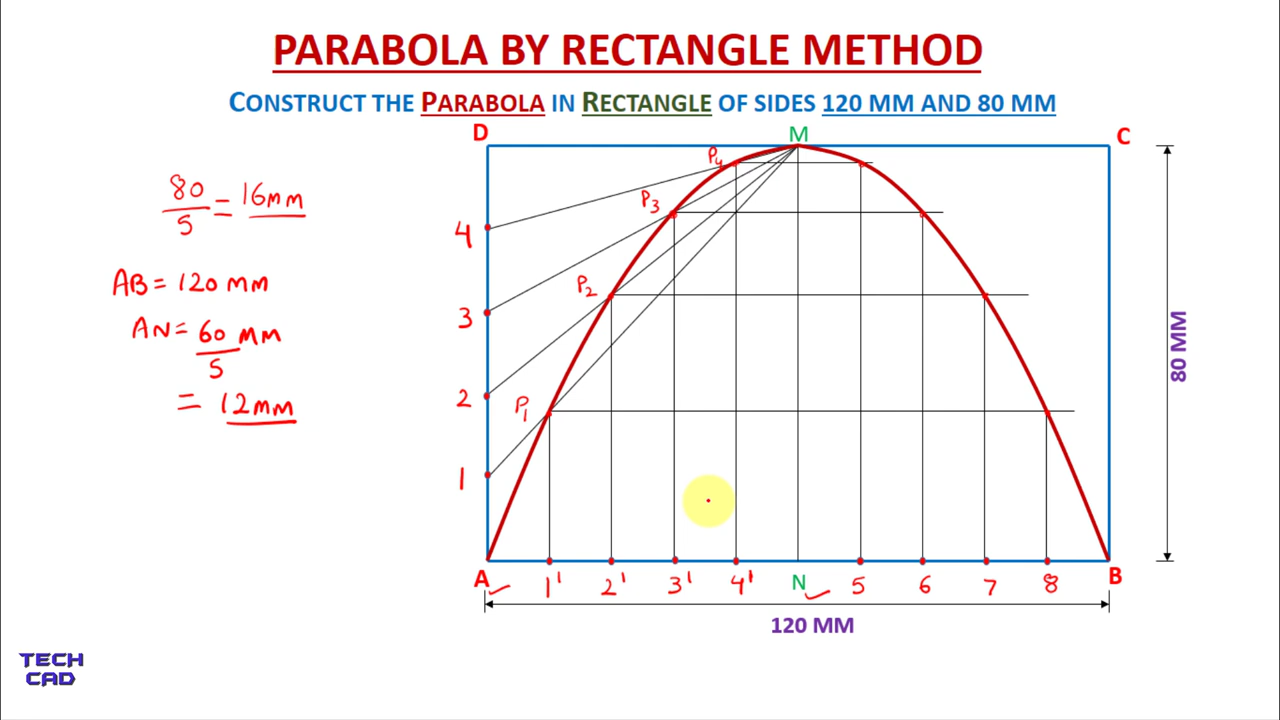 PARABOLA BY RECTANGLE METHOD
CONSTRUCT THE PARABOLA IN RECTANGLE OF SIDES 120 MM AND 80 MM
D M C
80/5 = 16mm
AB = 120 MM
AN = 60 MM
5
= 12mm
P4
P3
P2
P1
4
3
2
1
80 MM
A 1' 2' 3' 4' N 5 6 7 8 B
120 MM
TECH
CAD